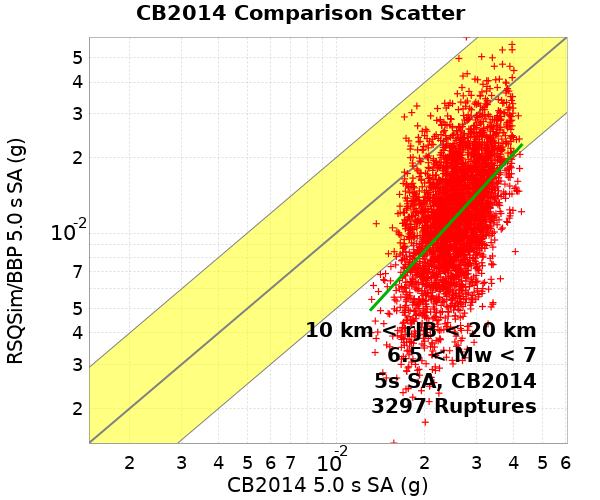 CB2014 Comparison Scatter
RSQSim/BBP 5.0 s SA (g)
5
4
3
2
10-2
7
5
4
3
2
10 km < rJB < 20 km
6.5 < Mw < 7
5s SA, CB2014
3297 Ruptures
2 3 4 5 6 7 10-2 2 3 4 5 6
CB2014 5.0 s SA (g)